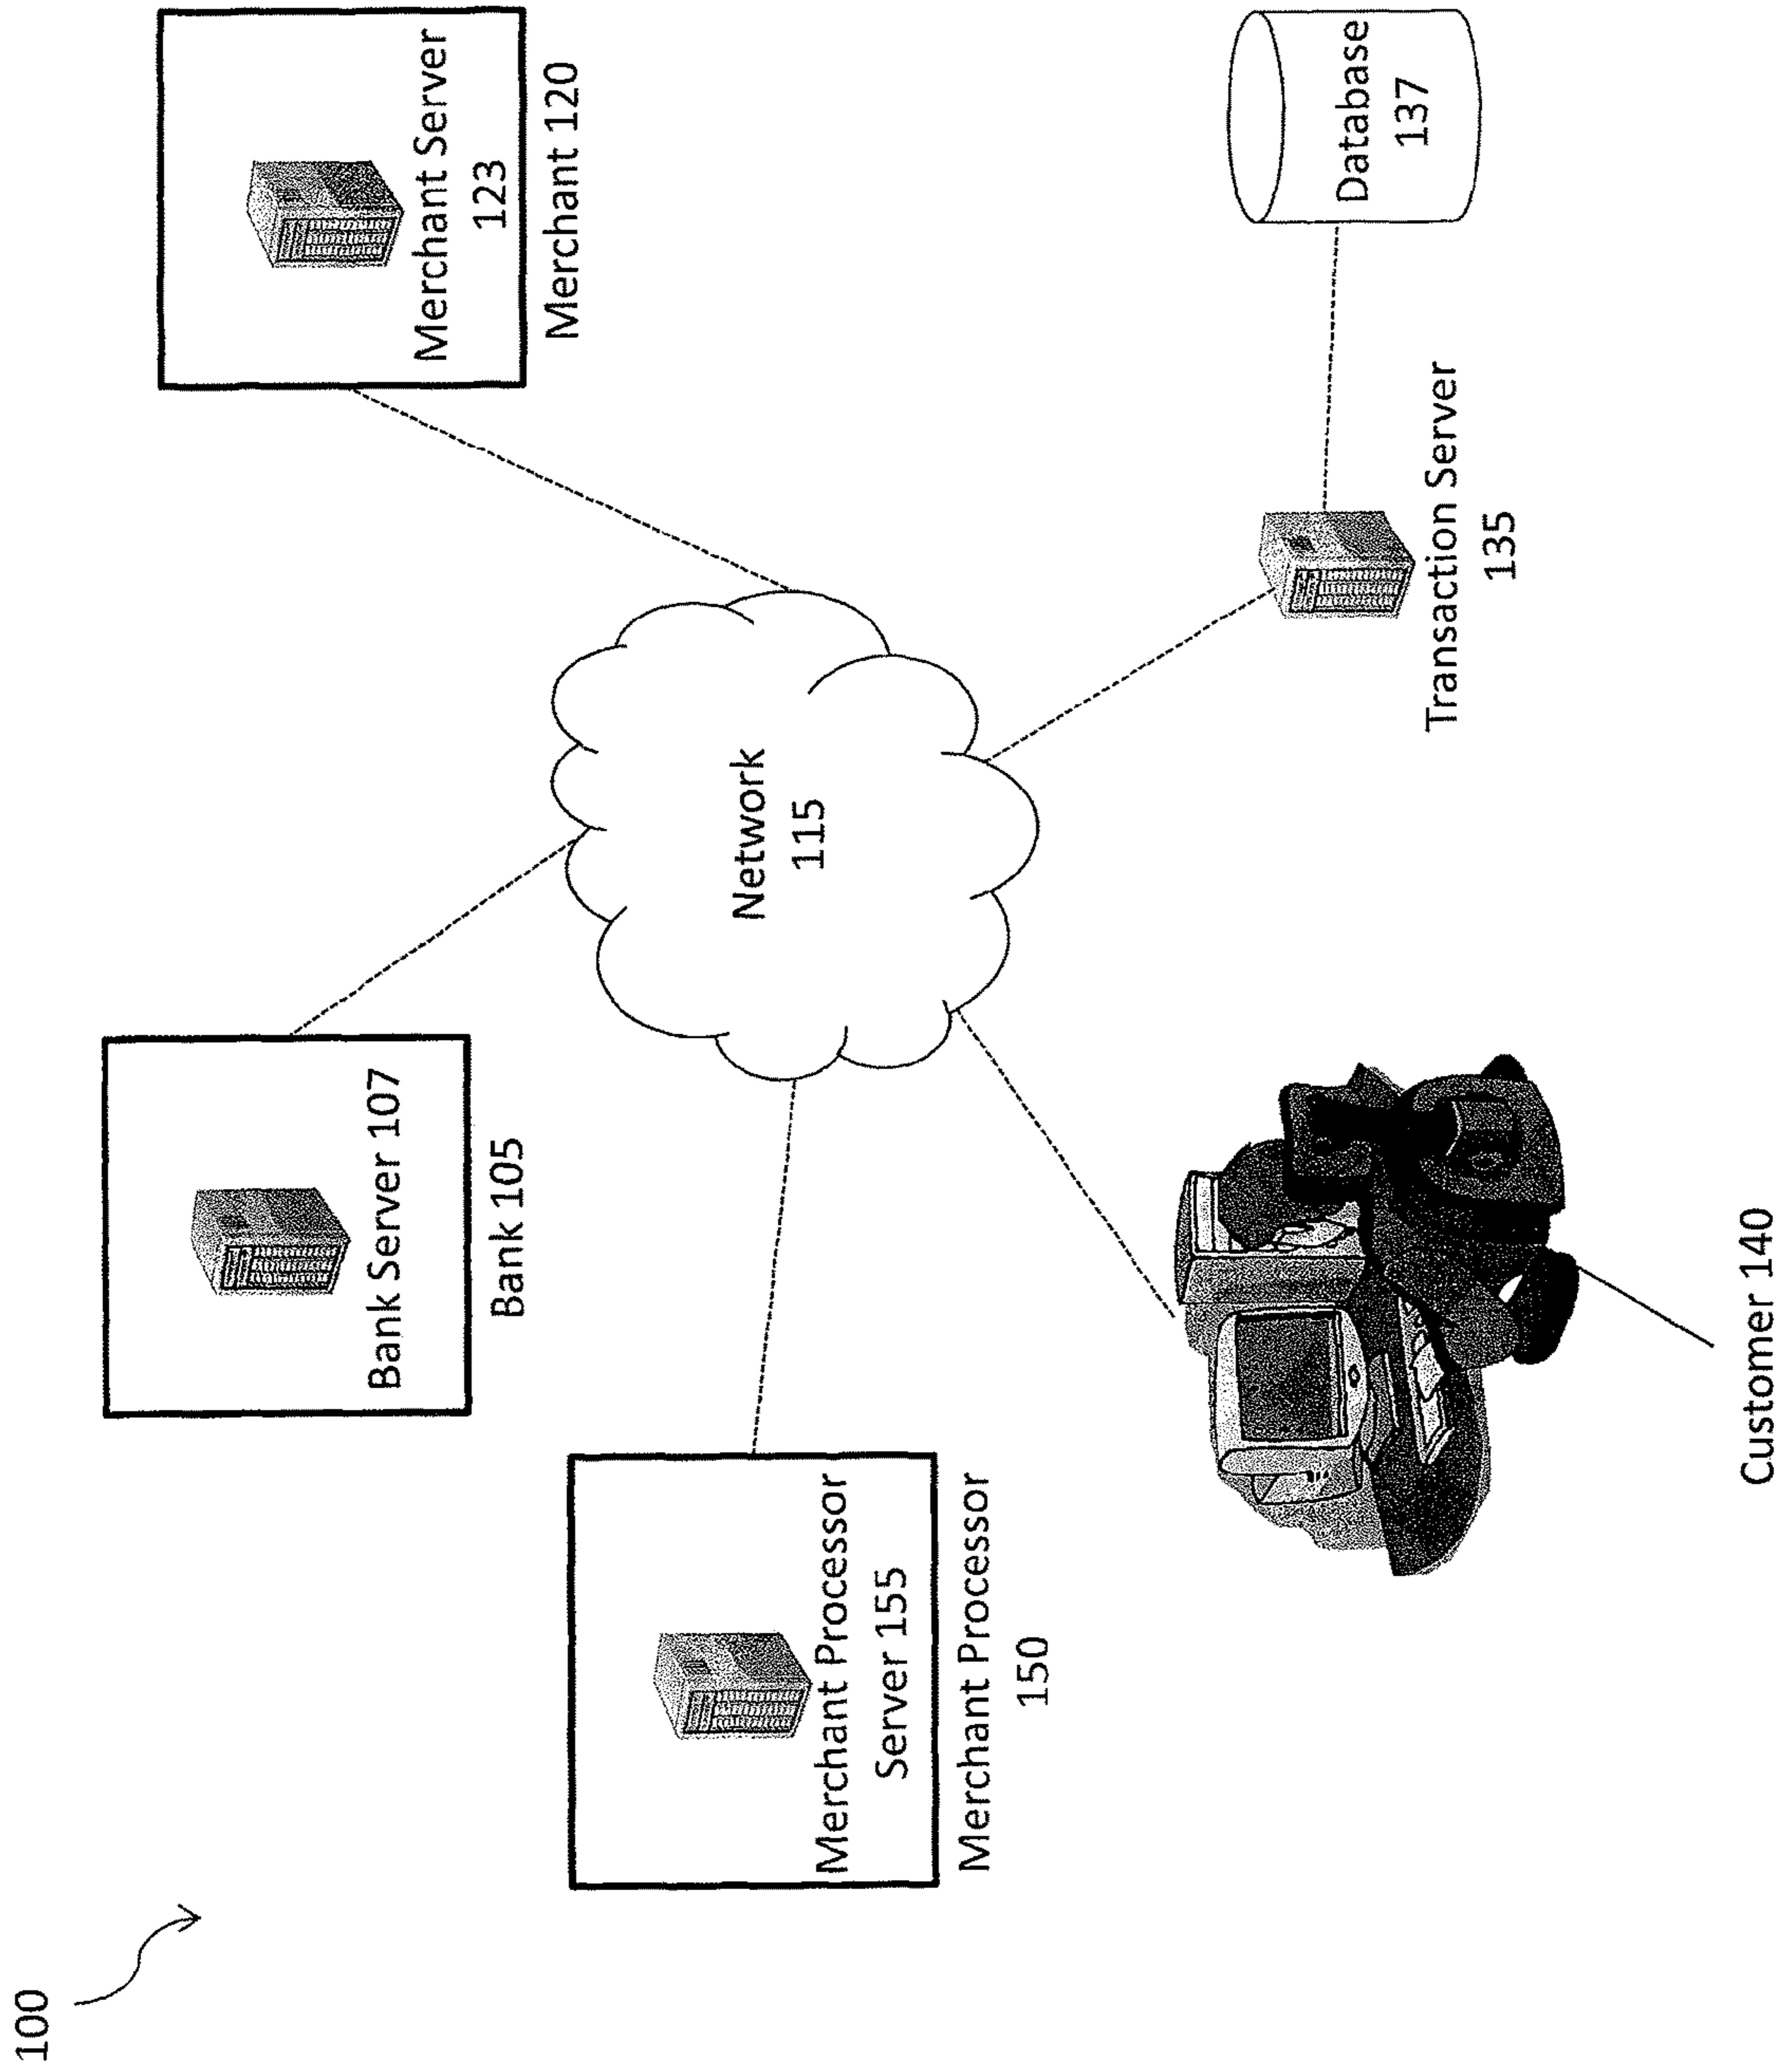 100
Bank Server 107
Bank 105
Merchant Server
123
Merchant 120
Merchant Processor
Server 155
Merchant Processor
150
Network
115
Database
137
Transaction Server
135
Customer 140